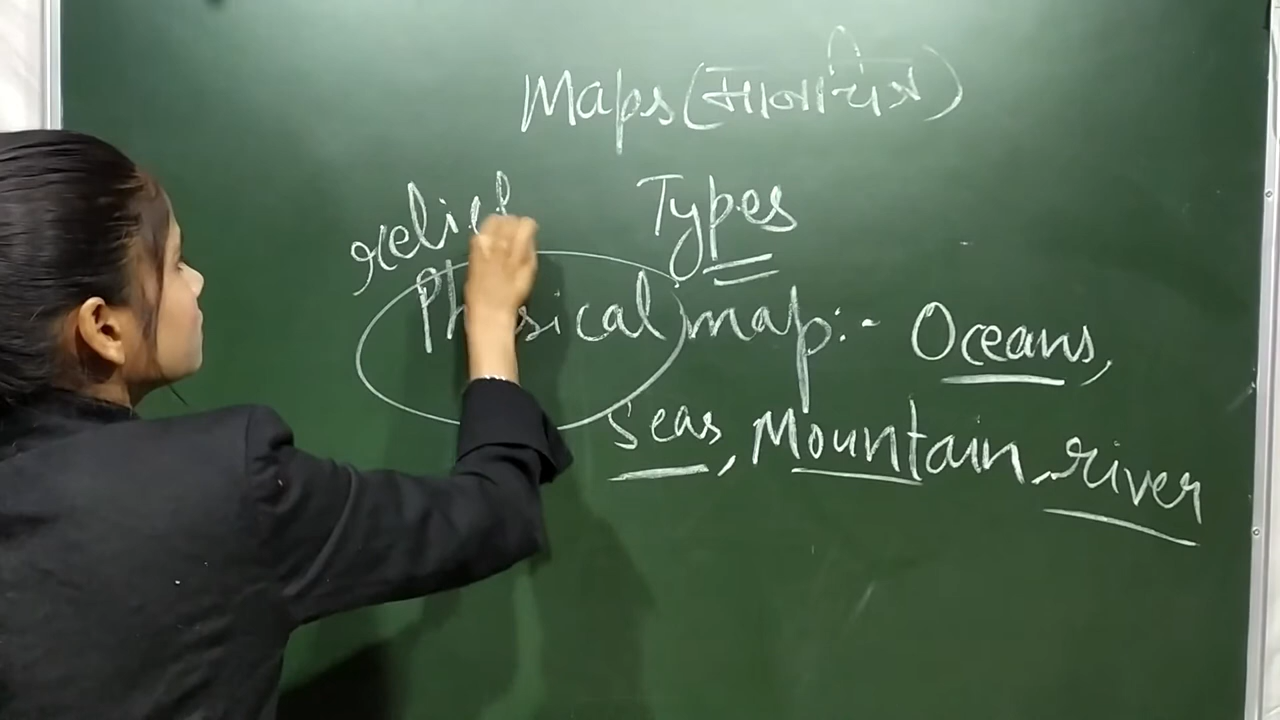 Maps (मानचित्र)
Types
relief
Physical map:- Oceans,
Seas, Mountain, river